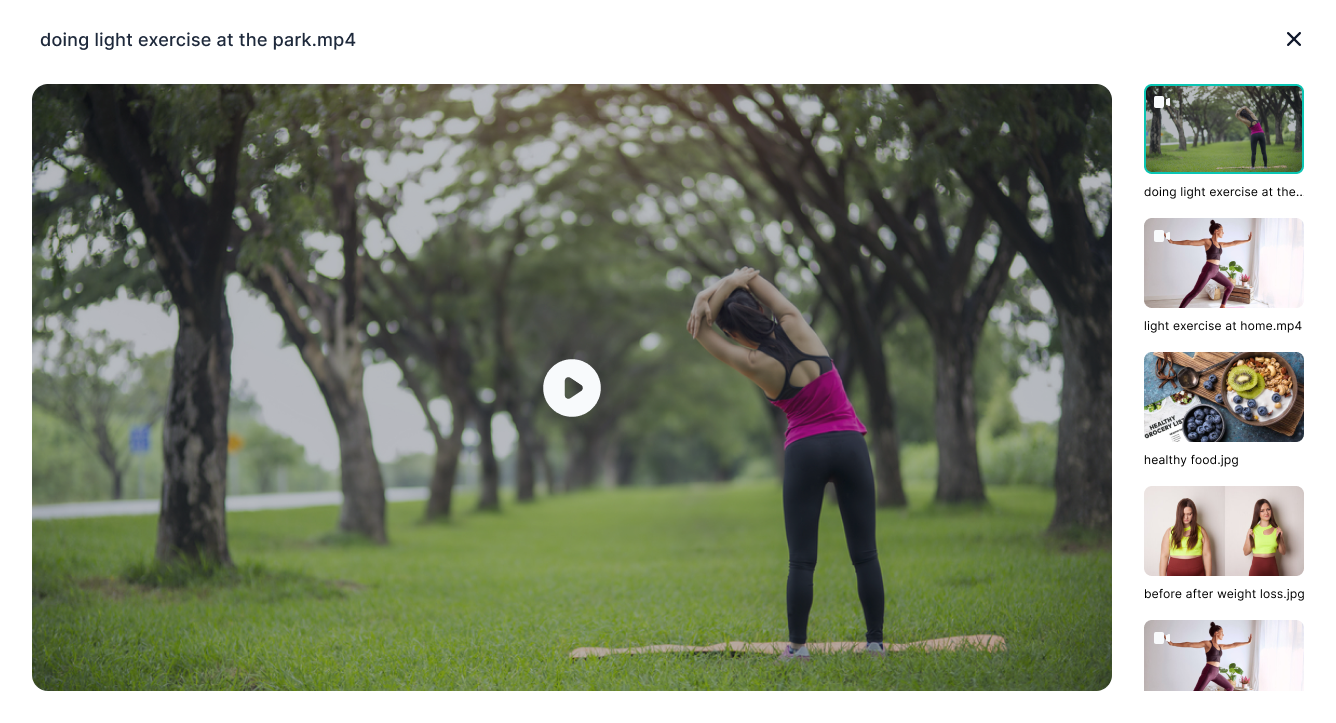 doing light exercise at the park.mp4
doing light exercise at the..
light exercise at home.mp4
HEALTHY
GROCERY LIST
healthy food.jpg
before after weight loss.jpg